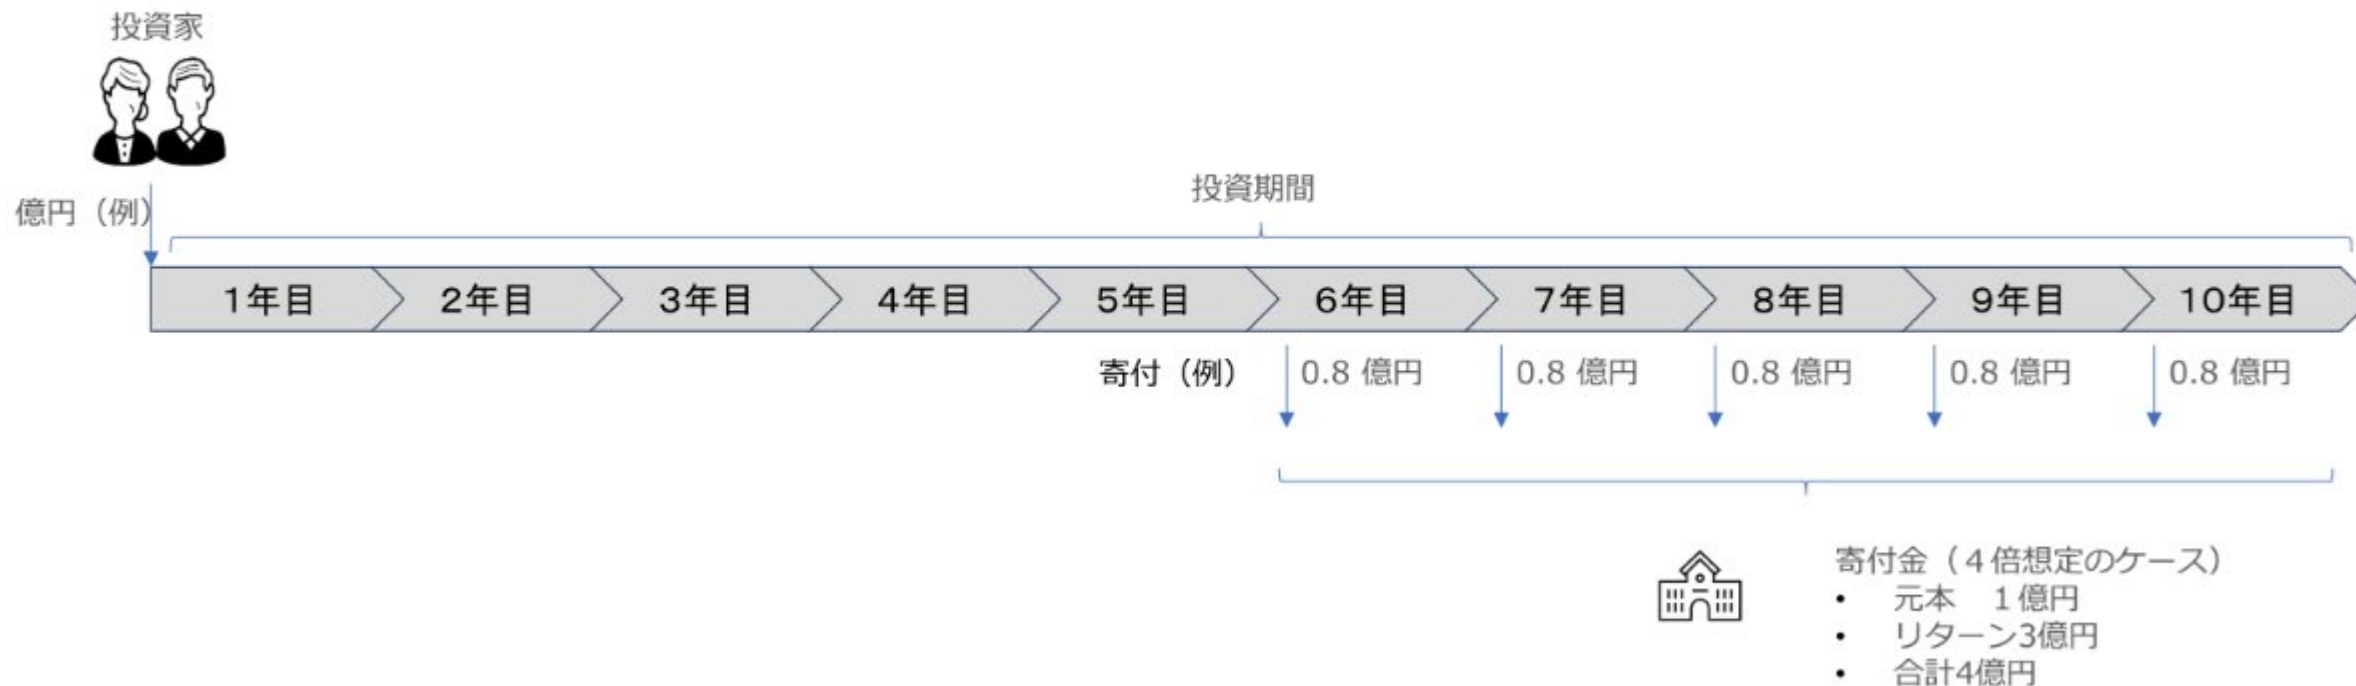 投資家
億円（例）
投資期間
1年目
2年目
3年目
4年目
5年目
6年目
7年目
8年目
9年目
10年目
寄付（例）
0.8 億円
0.8 億円
0.8 億円
0.8 億円
0.8 億円
寄付金（４倍想定のケース）
• 元本　１億円
• リターン3億円
• 合計4億円